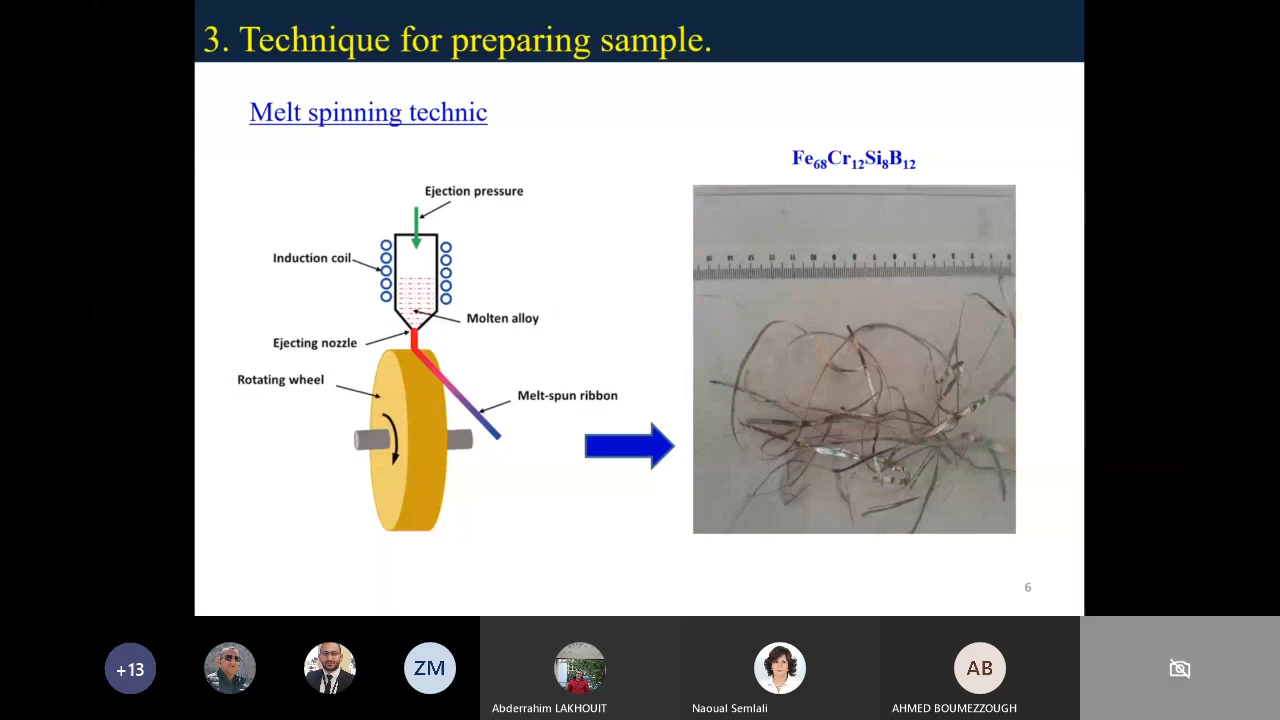 3. Technique for preparing sample.
Melt spinning technic
Fe68Cr12Si8B12
Ejection pressure
Induction coil
Molten alloy
Ejecting nozzle
Rotating wheel
Melt-spun ribbon
6
+13
ZM
AB
Abderrahim LAKHOUIT
Naoual Semlali
AHMED BOUMEZZOUGH